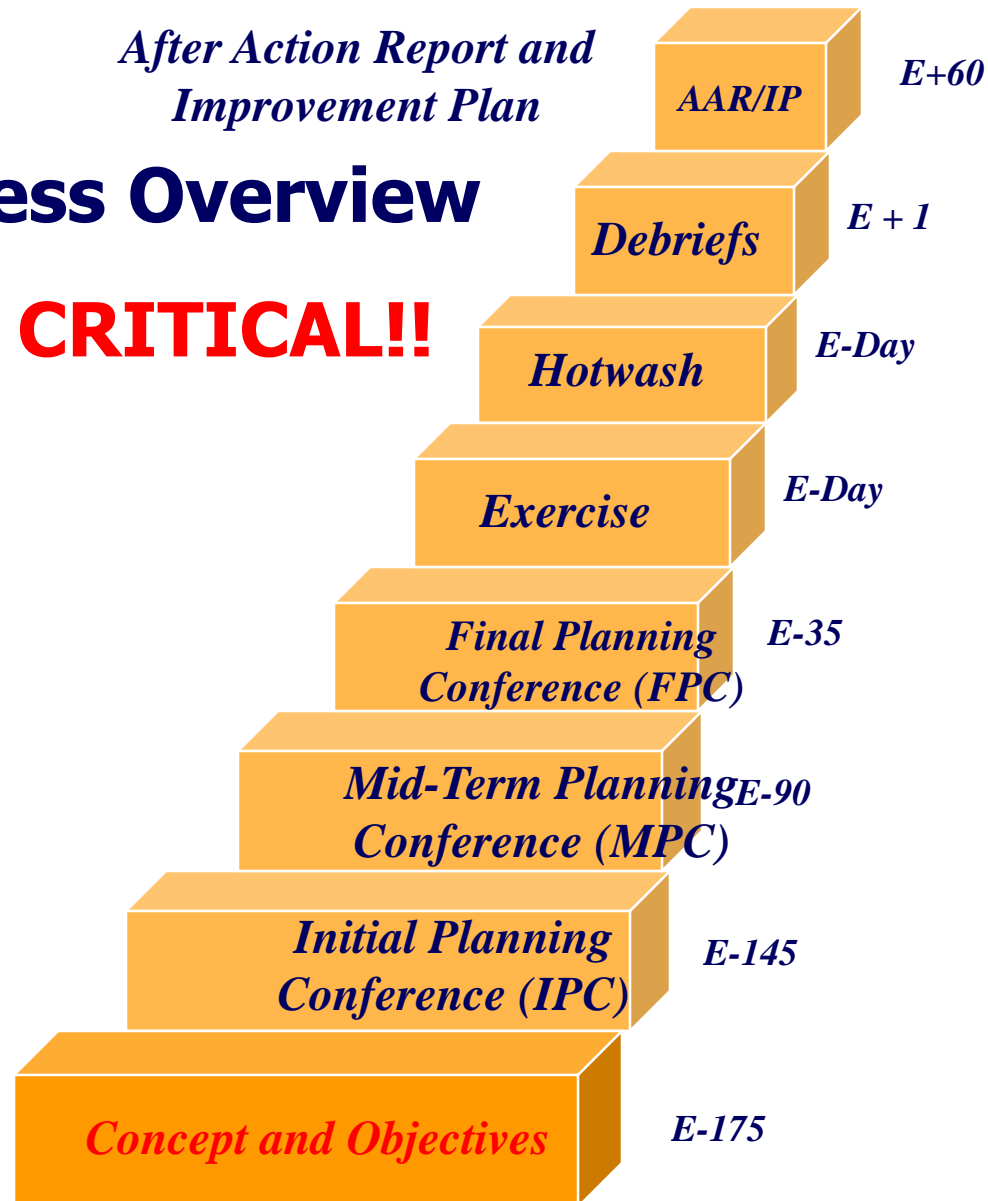 After Action Report and
Improvement Plan
AAR/IP
E+60
ess Overview
Debriefs
E + 1
CRITICAL!!
Hotwash
E-Day
Exercise
E-Day
Final Planning
Conference (FPC)
E-35
Mid-Term Planning
Conference (MPC)
E-90
Initial Planning
Conference (IPC)
E-145
Concept and Objectives
E-175